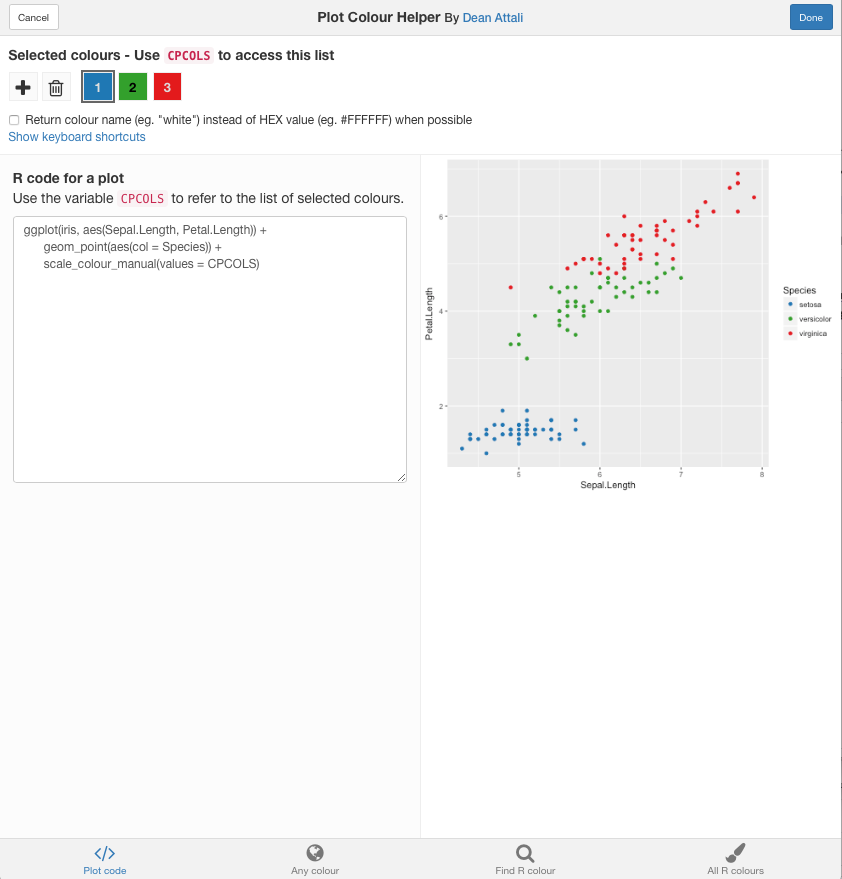 Cancel
Plot Colour Helper By Dean Attali
Done
Selected colours - Use CPCOLS to access this list
1 2 3
Return colour name (eg. "white") instead of HEX value (eg. #FFFFFF) when possible
Show keyboard shortcuts
R code for a plot
Use the variable CPCOLS to refer to the list of selected colours.
ggplot(iris, aes(Sepal.Length, Petal.Length)) +
geom_point(aes(col = Species)) +
scale_colour_manual(values = CPCOLS)
Petal.Length
6
4
2
5 6 7 8
Sepal.Length
Species
setosa
versicolor
virginica
Plot code
Any colour
Find R colour
All R colours